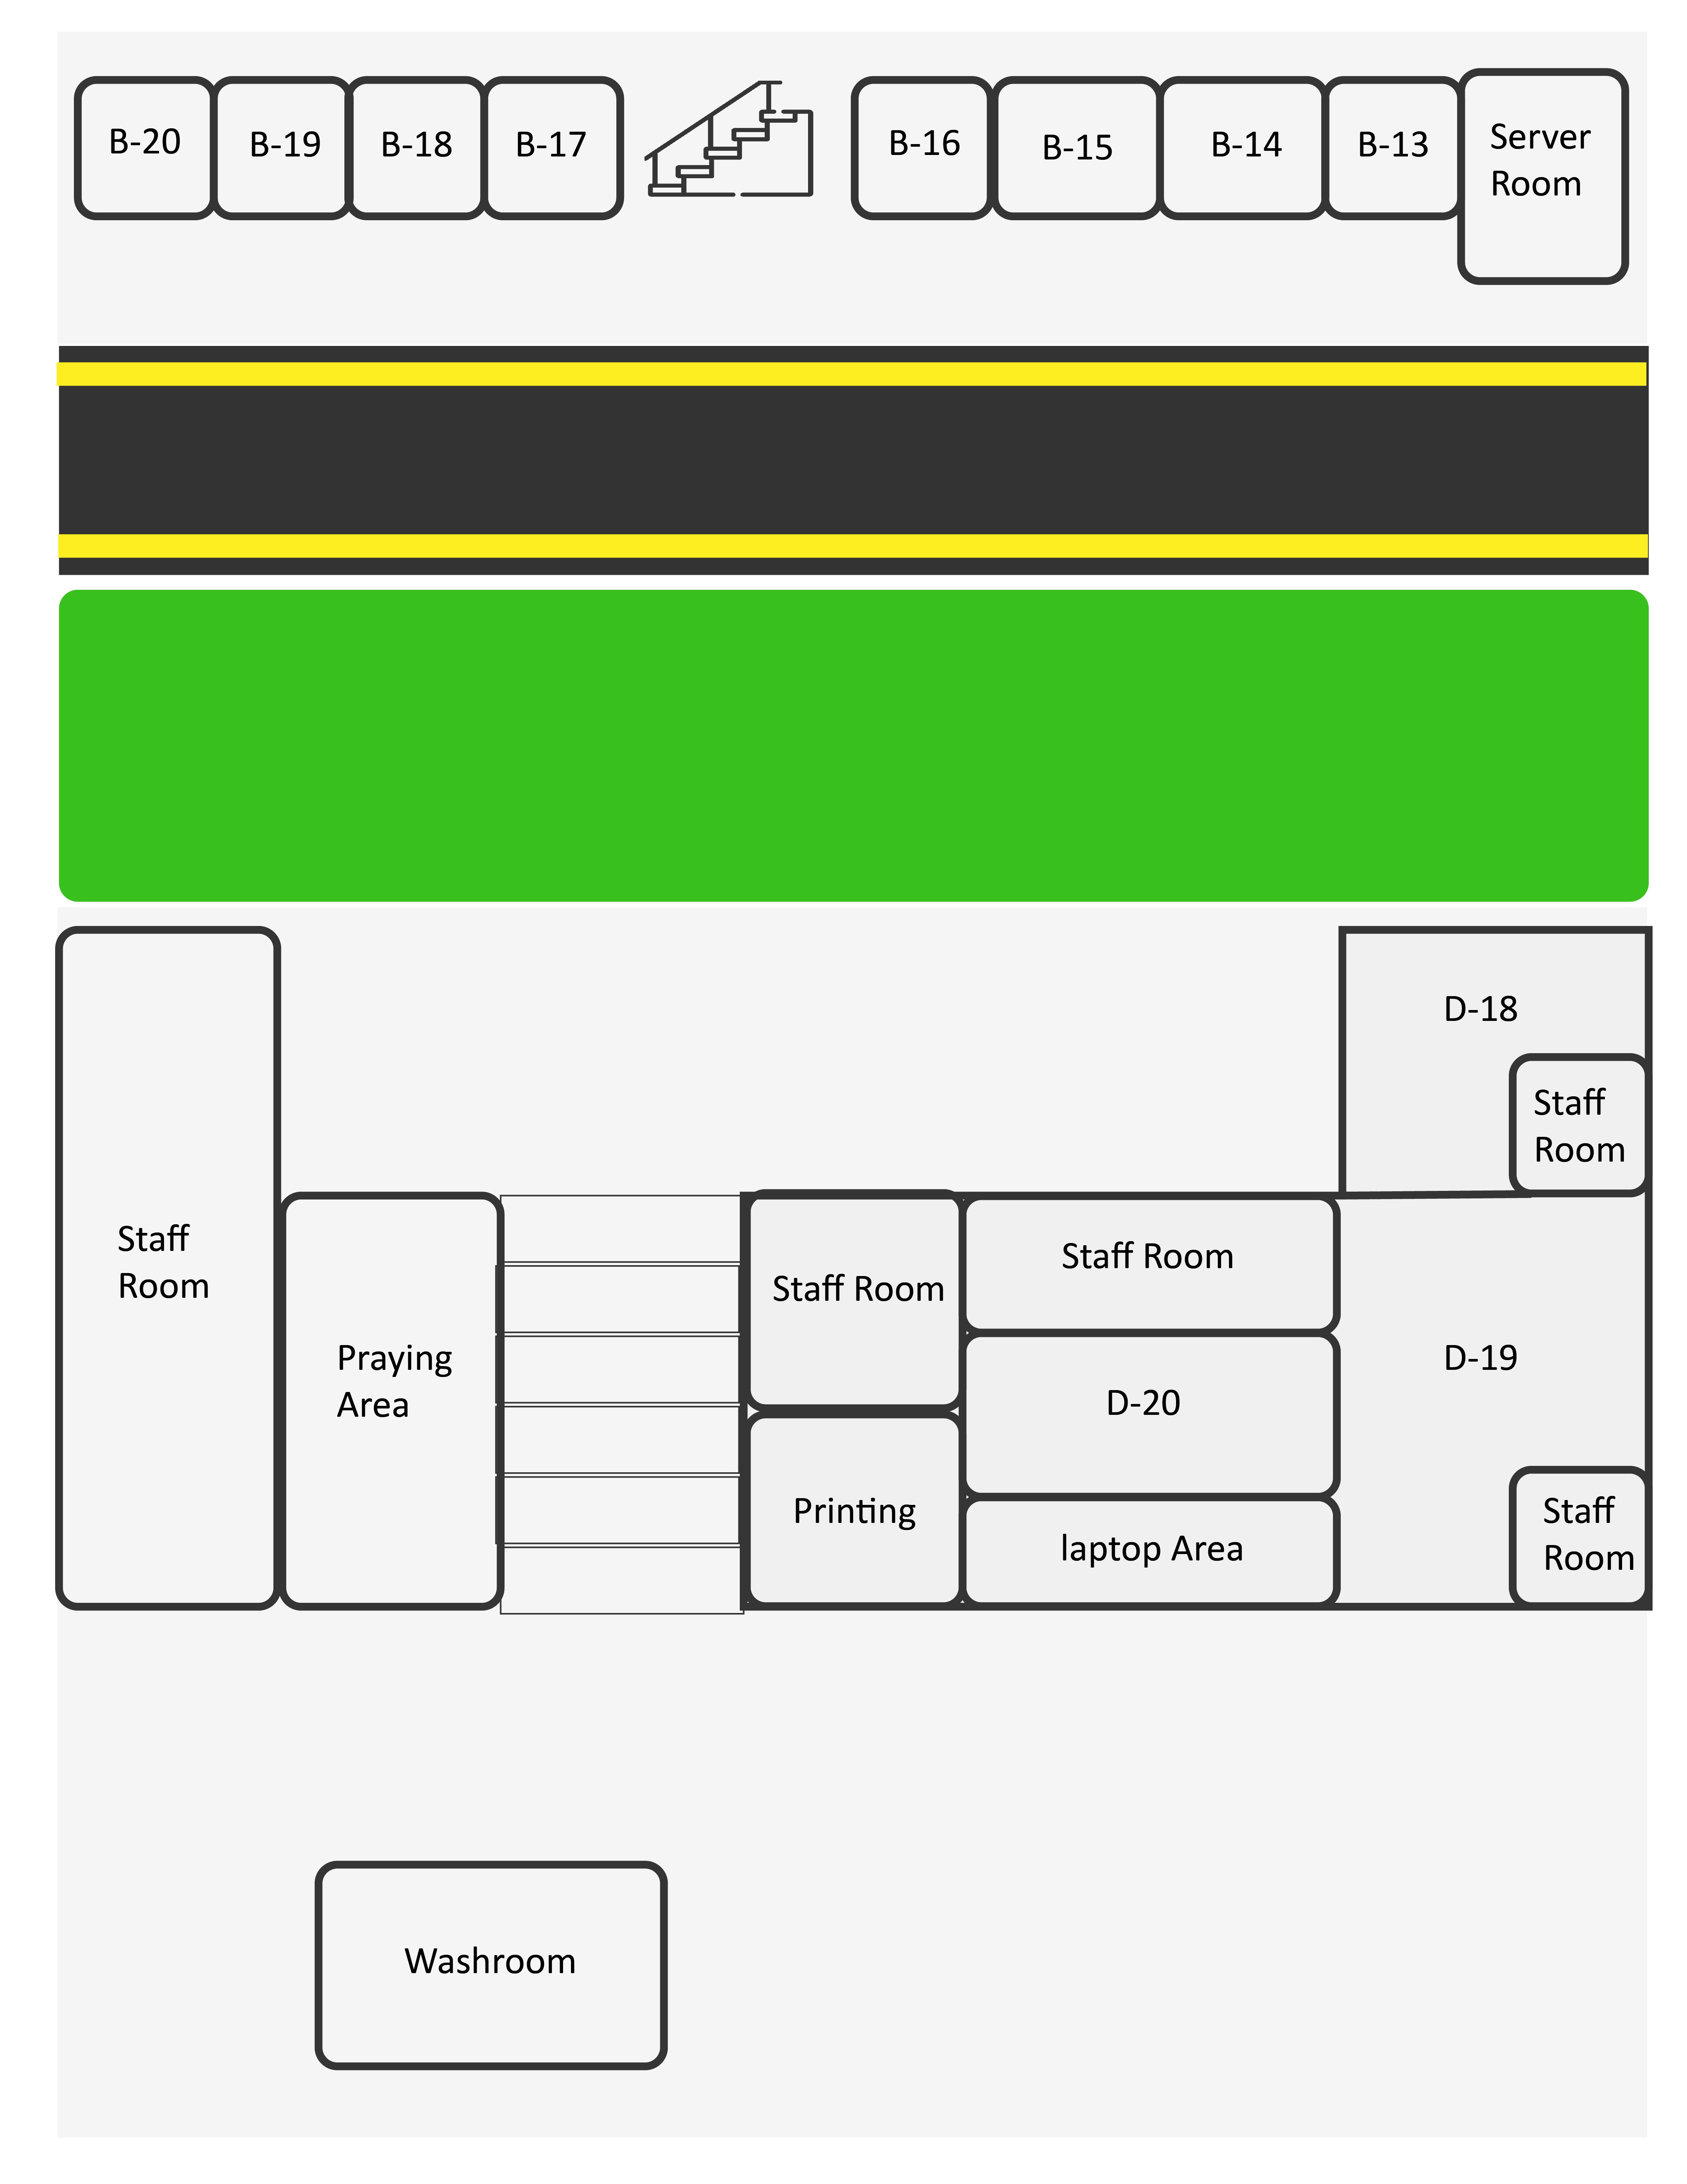 B-20
B-19
B-18
B-17
B-16
B-15
B-14
B-13
Server
Room
D-18
Staff
Room
Staff
Room
Praying
Area
Staff Room
Staff Room
D-19
D-20
Printing
laptop Area
Staff
Room
Washroom